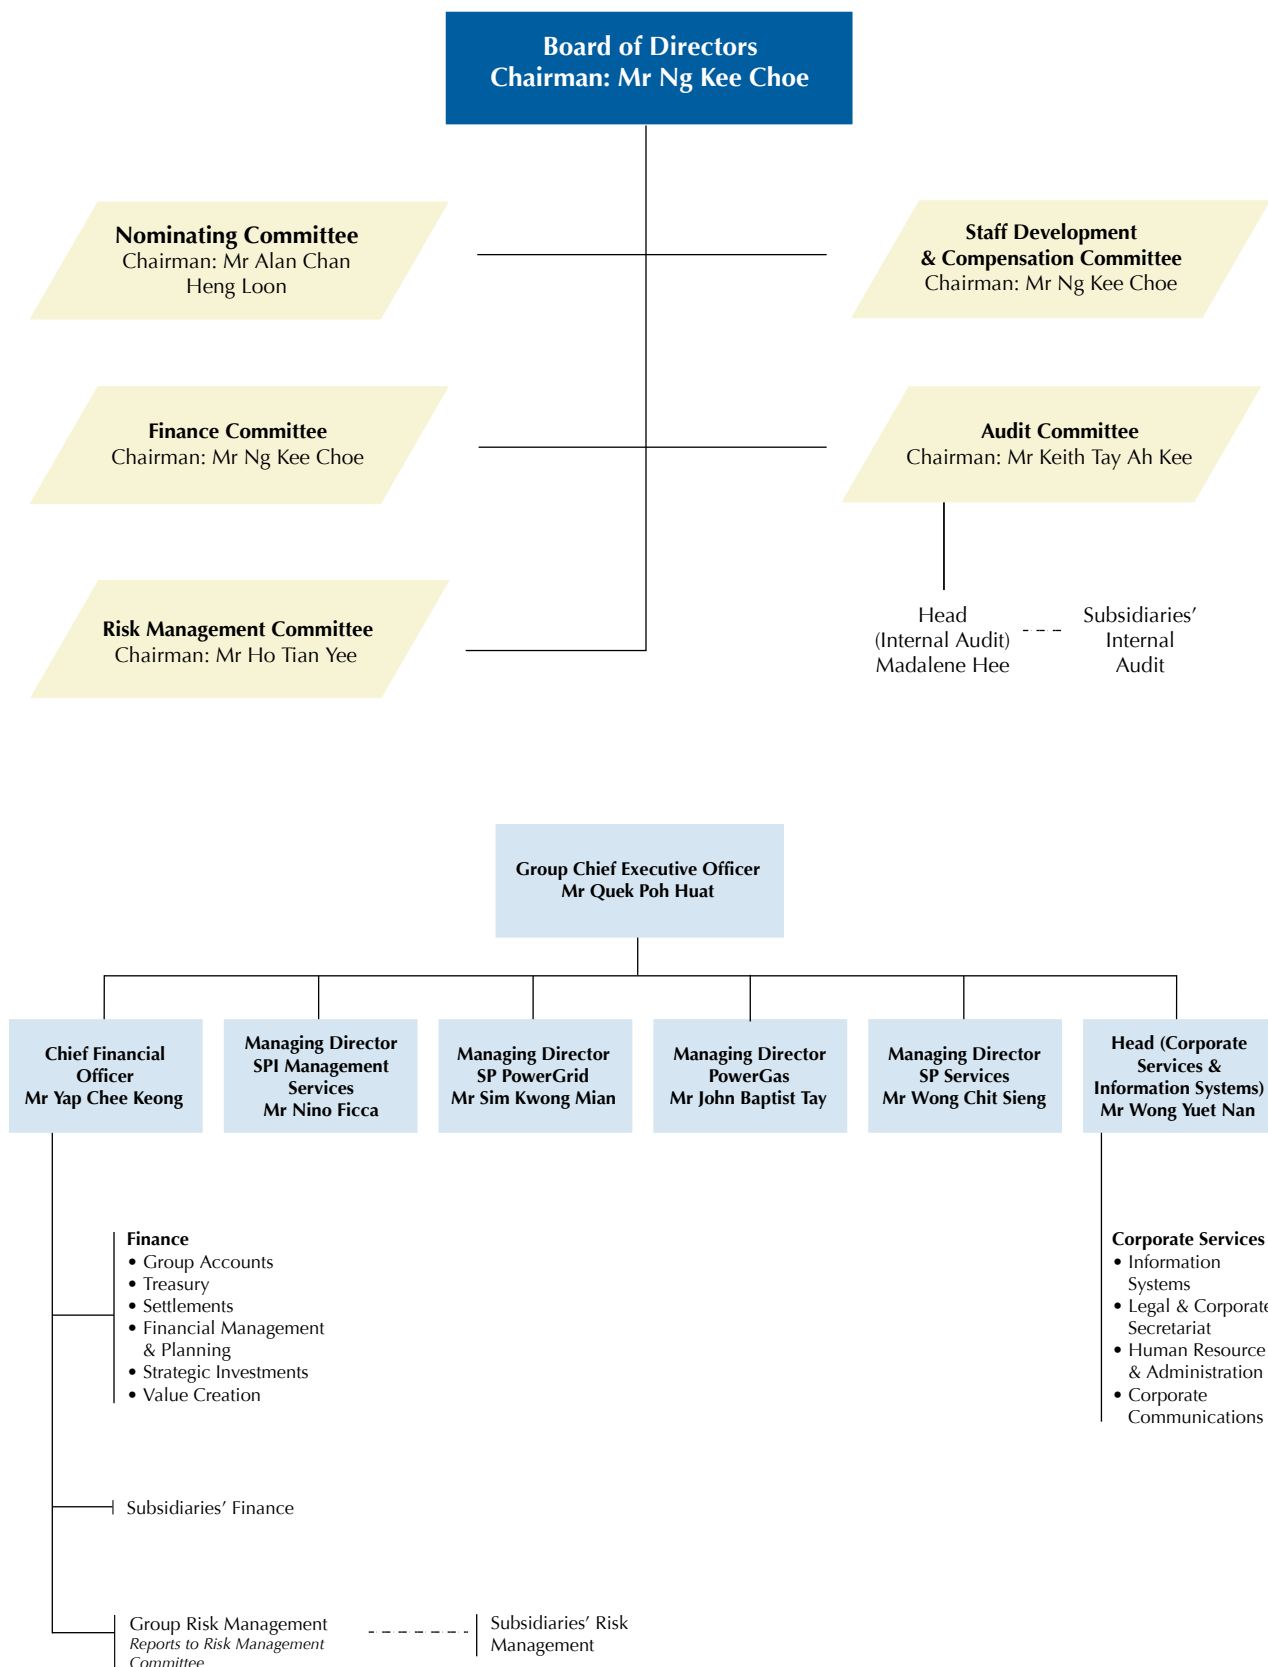 Board of Directors
Chairman: Mr Ng Kee Choe
Nominating Committee
Chairman: Mr Alan Chan
Heng Loon
Staff Development
& Compensation Committee
Chairman: Mr Ng Kee Choe
Finance Committee
Chairman: Mr Ng Kee Choe
Audit Committee
Chairman: Mr Keith Tay Ah Kee
Risk Management Committee
Chairman: Mr Ho Tian Yee
Head
(Internal Audit)
Madalene Hee
Subsidiaries’
Internal
Audit
Group Chief Executive Officer
Mr Quek Poh Huat
Chief Financial
Officer
Mr Yap Chee Keong
Managing Director
SPI Management
Services
Mr Nino Ficca
Managing Director
SP PowerGrid
Mr Sim Kwong Mian
Managing Director
PowerGas
Mr John Baptist Tay
Managing Director
SP Services
Mr Wong Chit Sieng
Head (Corporate
Services &
Information Systems)
Mr Wong Yuet Nan
Finance
• Group Accounts
• Treasury
• Settlements
• Financial Management
& Planning
• Strategic Investments
• Value Creation
Corporate Services
• Information
Systems
• Legal & Corporate
Secretariat
• Human Resource
& Administration
• Corporate
Communications
Subsidiaries’ Finance
Group Risk Management
Reports to Risk Management
Committee
Subsidiaries’ Risk
Management